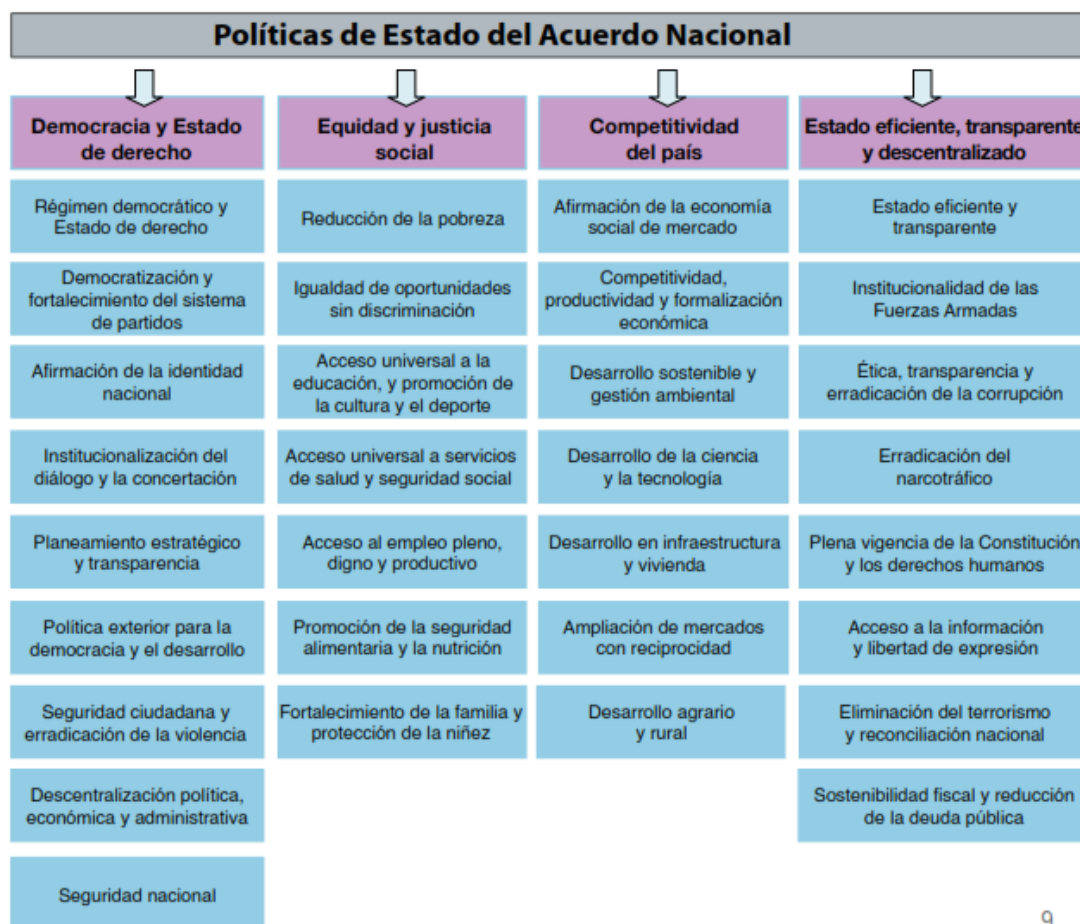 Políticas de Estado del Acuerdo Nacional
Democracia y Estado
de derecho
Régimen democrático y
Estado de derecho
Democratización y
fortalecimiento del sistema
de partidos
Afirmación de la identidad
nacional
Institucionalización del
diálogo y la concertación
Planeamiento estratégico
y transparencia
Política exterior para la
democracia y el desarrollo
Seguridad ciudadana y
erradicación de la violencia
Descentralización política,
económica y administrativa
Seguridad nacional
Equidad y justicia
social
Reducción de la pobreza
Igualdad de oportunidades
sin discriminación
Acceso universal a la
educación, y promoción de
la cultura y el deporte
Acceso universal a servicios
de salud y seguridad social
Acceso al empleo pleno,
digno y productivo
Promoción de la seguridad
alimentaria y la nutrición
Fortalecimiento de la familia y
protección de la niñez
Competitividad
del país
Afirmación de la economía
social de mercado
Competitividad,
productividad y formalización
económica
Desarrollo sostenible y
gestión ambiental
Desarrollo de la ciencia
y la tecnología
Desarrollo en infraestructura
y vivienda
Ampliación de mercados
con reciprocidad
Desarrollo agrario
y rural
Estado eficiente, transparente
y descentralizado
Estado eficiente y
transparente
Institucionalidad de las
Fuerzas Armadas
Ética, transparencia y
erradicación de la corrupción
Erradicación del
narcotráfico
Plena vigencia de la Constitución
y los derechos humanos
Acceso a la información
y libertad de expresión
Eliminación del terrorismo
y reconciliación nacional
Sostenibilidad fiscal y reducción
de la deuda pública
9